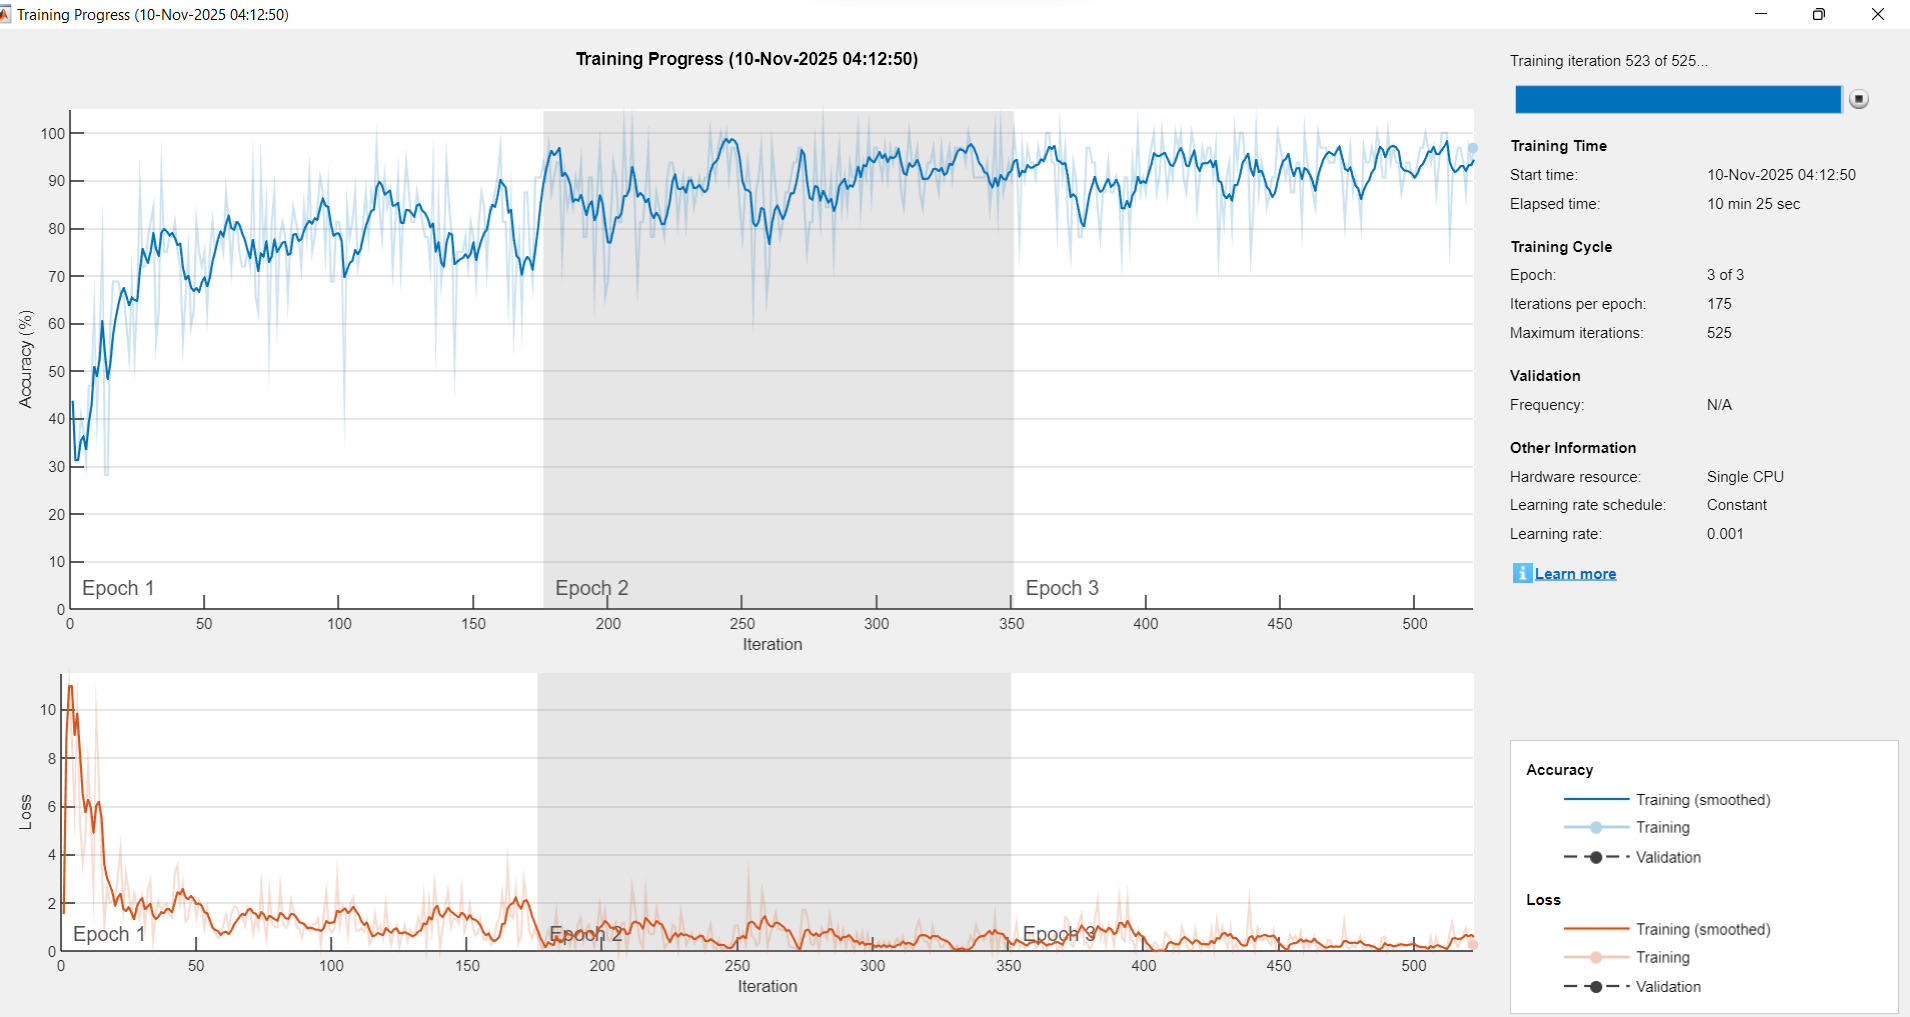 Training Progress (10-Nov-2025 04:12:50)
Training Progress (10-Nov-2025 04:12:50)
Accuracy (%)
100
90
80
70
60
50
40
30
20
10
0
Epoch 1
Epoch 2
Epoch 3
0 50 100 150 200 250 300 350 400 450 500
Iteration
Loss
10
8
6
4
2
0
Epoch 1
Epoch 2
Epoch 3
0 50 100 150 200 250 300 350 400 450 500
Iteration
Training iteration 523 of 525...
Training Time
Start time: 10-Nov-2025 04:12:50
Elapsed time: 10 min 25 sec
Training Cycle
Epoch: 3 of 3
Iterations per epoch: 175
Maximum iterations: 525
Validation
Frequency: N/A
Other Information
Hardware resource: Single CPU
Learning rate schedule: Constant
Learning rate: 0.001
i Learn more
Accuracy
Training (smoothed)
Training
Validation
Loss
Training (smoothed)
Training
Validation